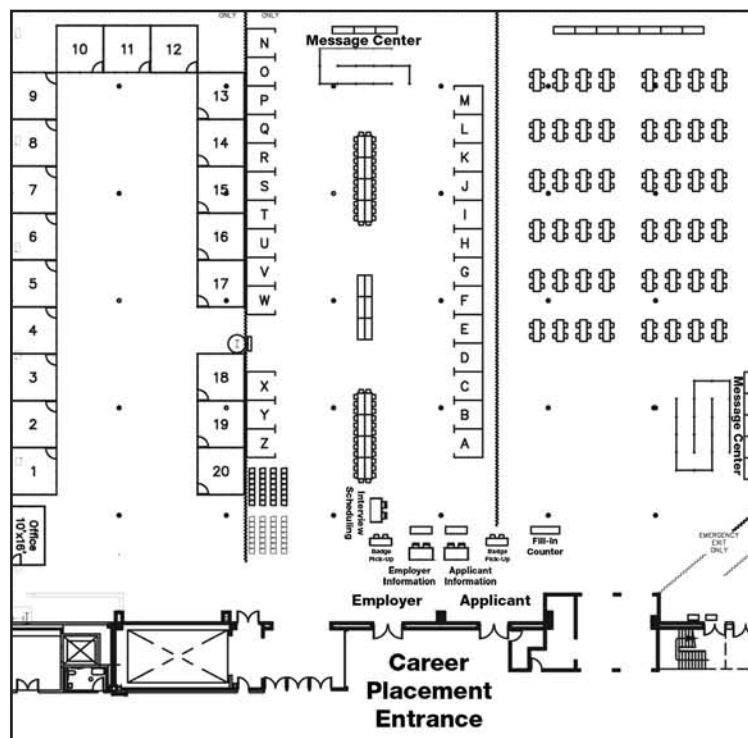 ONLY
ONLY
10
11
12
9
8
7
6
5
4
3
2
1
Office
10'x16'
13
14
15
16
17
18
19
20
N
O
P
Q
R
S
T
U
V
W
X
Y
Z
Message Center
M
L
K
J
I
H
G
F
E
D
C
B
A
Message Center
Interview
Scheduling
Badge
Pick-Up
Employer
Information
Applicant
Information
Badge
Pick-Up
Fill-In
Counter
EMERGENCY
EXIT
ONLY
Employer
Applicant
Career
Placement
Entrance